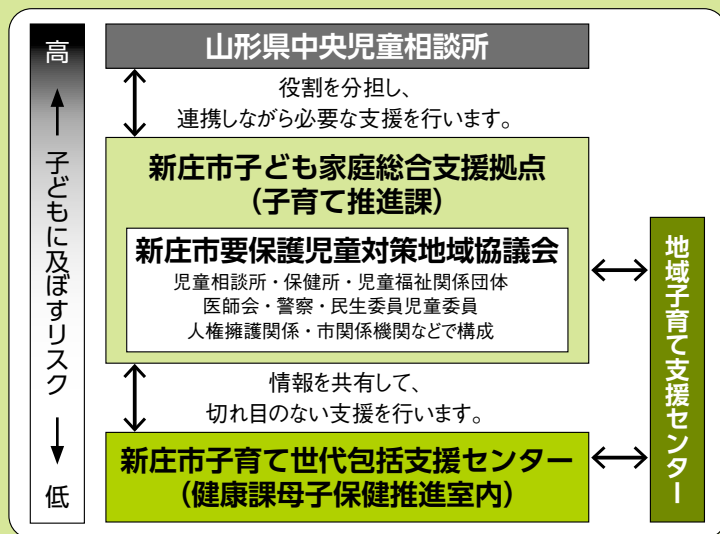 高
子どもに及ぼすリスク
低
山形県中央児童相談所
役割を分担し、
連携しながら必要な支援を行います。
新庄市子ども家庭総合支援拠点
(子育て推進課)
新庄市要保護児童対策地域協議会
児童相談所・保健所・児童福祉関係団体
医師会・警察・民生委員児童委員
人権擁護関係・市関係機関などで構成
情報を共有して、
切れ目のない支援を行います。
新庄市子育て世代包括支援センター
(健康課母子保健推進室内)
地域子育て支援センター